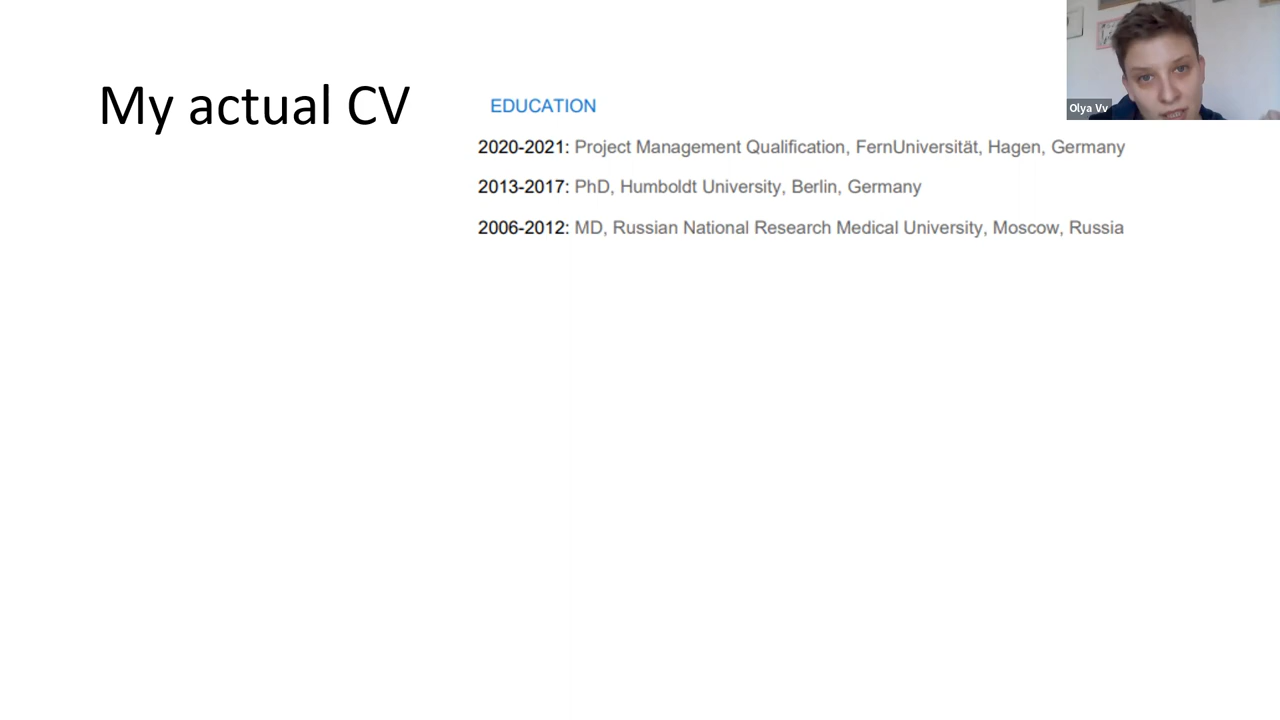 My actual CV
EDUCATION
2020-2021: Project Management Qualification, FernUniversität, Hagen, Germany
2013-2017: PhD, Humboldt University, Berlin, Germany
2006-2012: MD, Russian National Research Medical University, Moscow, Russia
Olya Vv